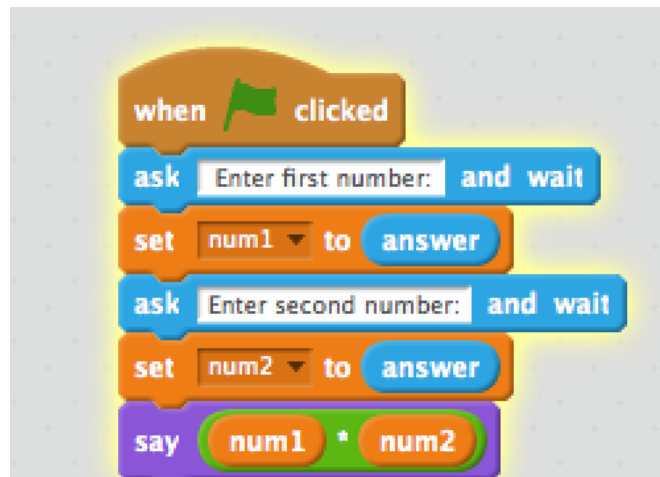 when clicked
ask Enter first number: and wait
set num1 to answer
ask Enter second number: and wait
set num2 to answer
say num1 * num2